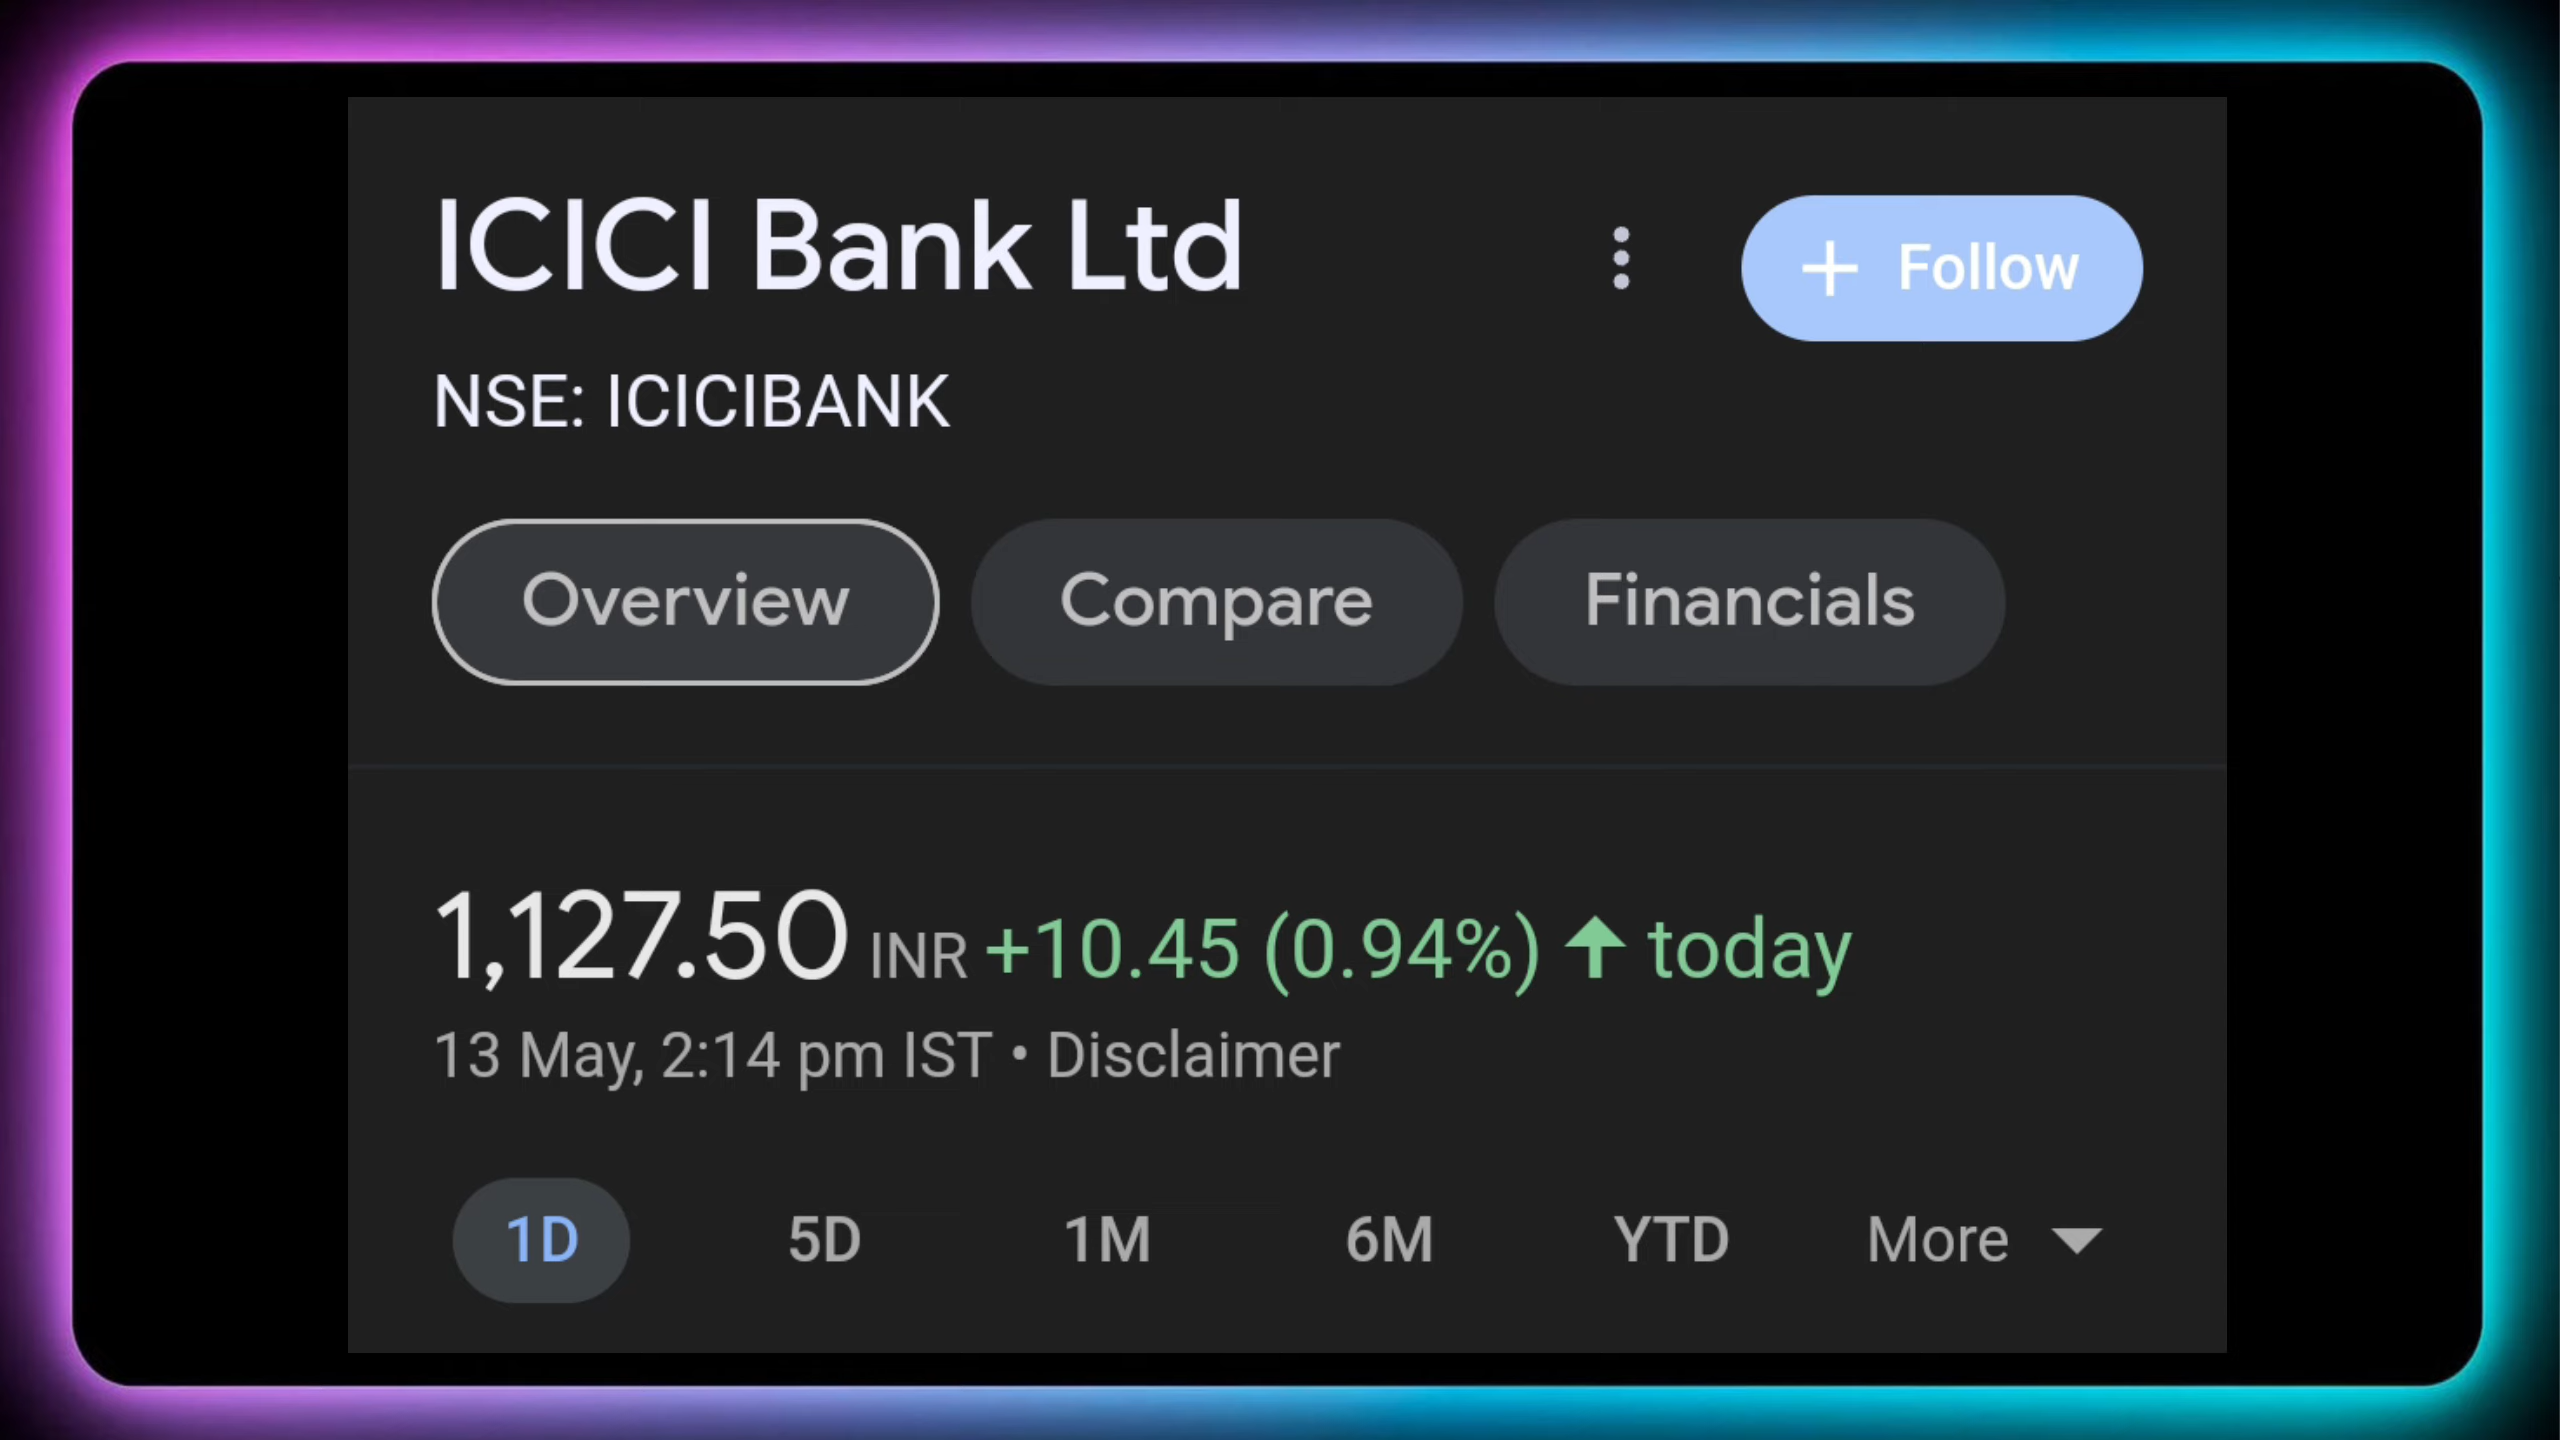 ICICI Bank Ltd
+ Follow
NSE: ICICIBANK
Overview Compare Financials
1,127.50 INR +10.45 (0.94%) ↑ today
13 May, 2:14 pm IST • Disclaimer
1D 5D 1M 6M YTD More